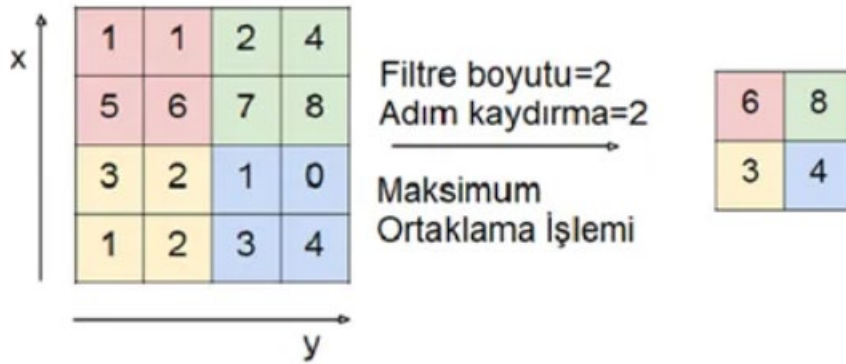 x
1 1 2 4
5 6 7 8
3 2 1 0
1 2 3 4
y
Filtre boyutu=2
Adım kaydırma=2
Maksimum
Ortaklama İşlemi
6 8
3 4